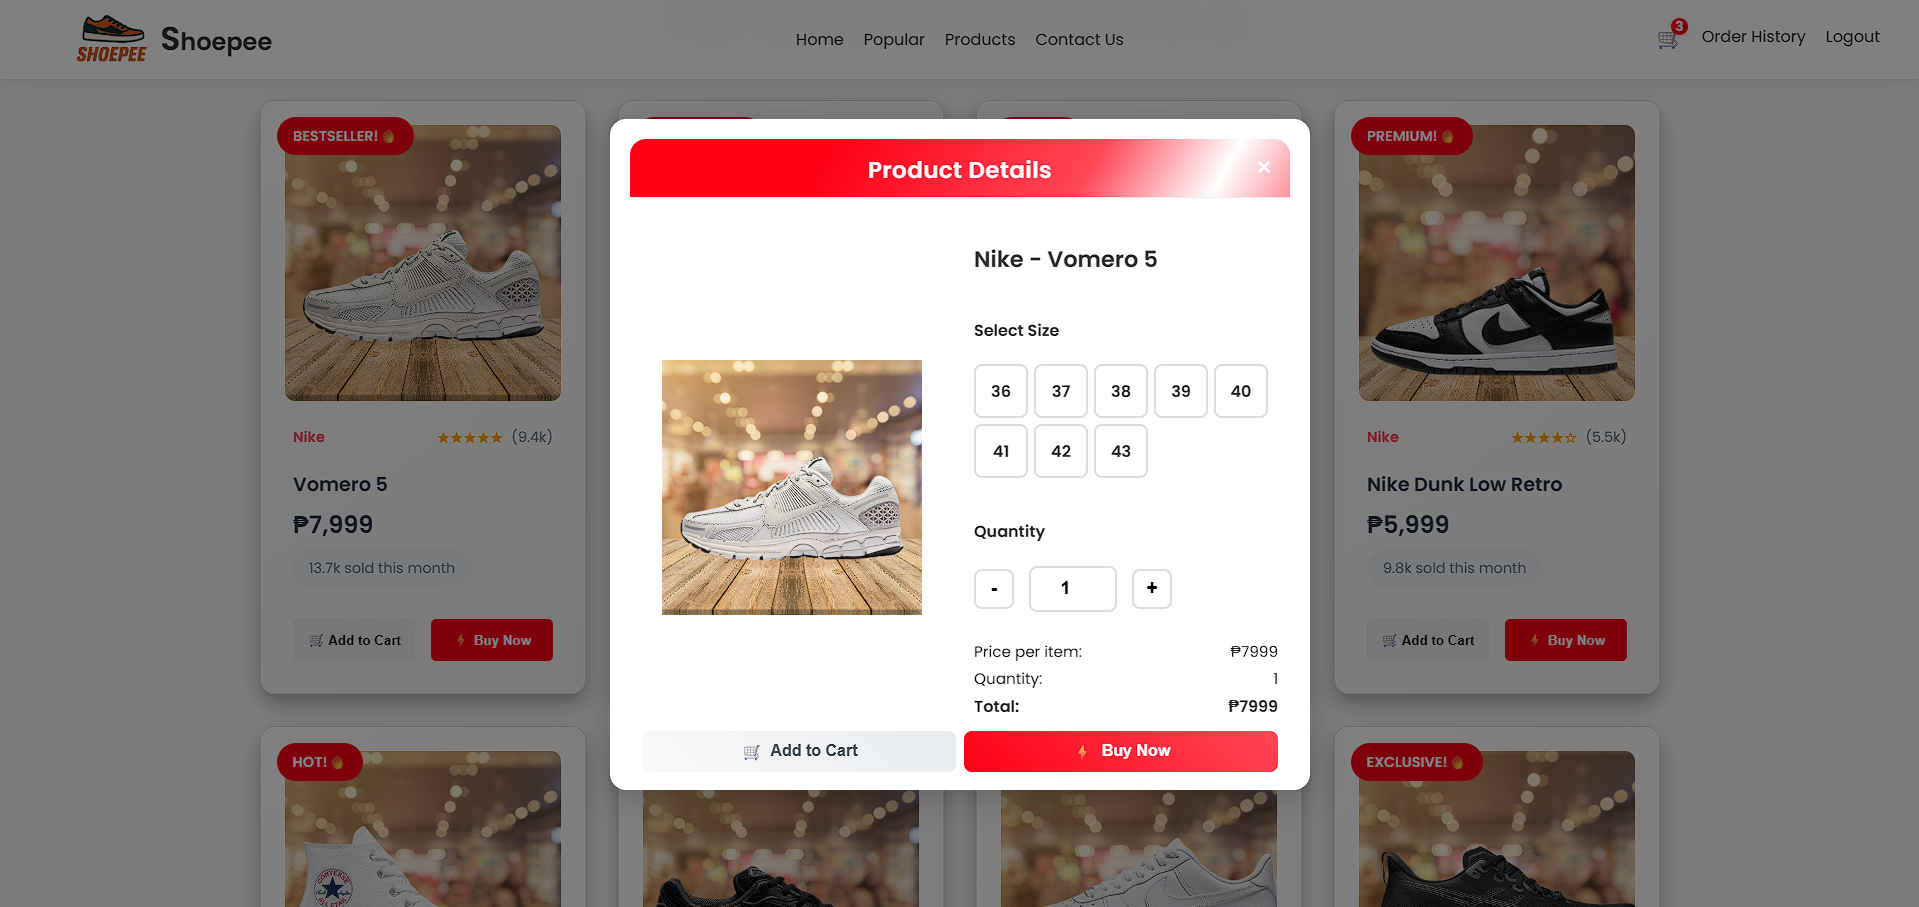 SHOEPEE
Shoepee
Home
Popular
Products
Contact Us
3
Order History
Logout
BESTSELLER!
Nike
★★★★★ (9.4k)
Vomero 5
₱7,999
13.7k sold this month
Add to Cart
Buy Now
Product Details
×
Nike - Vomero 5
Select Size
36
37
38
39
40
41
42
43
Quantity
-
1
+
Price per item:
₱7999
Quantity:
1
Total:
₱7999
Add to Cart
Buy Now
PREMIUM!
Nike
★★★★☆ (5.5k)
Nike Dunk Low Retro
₱5,999
9.8k sold this month
Add to Cart
Buy Now
HOT!
CONVERSE
ALL STAR
EXCLUSIVE!